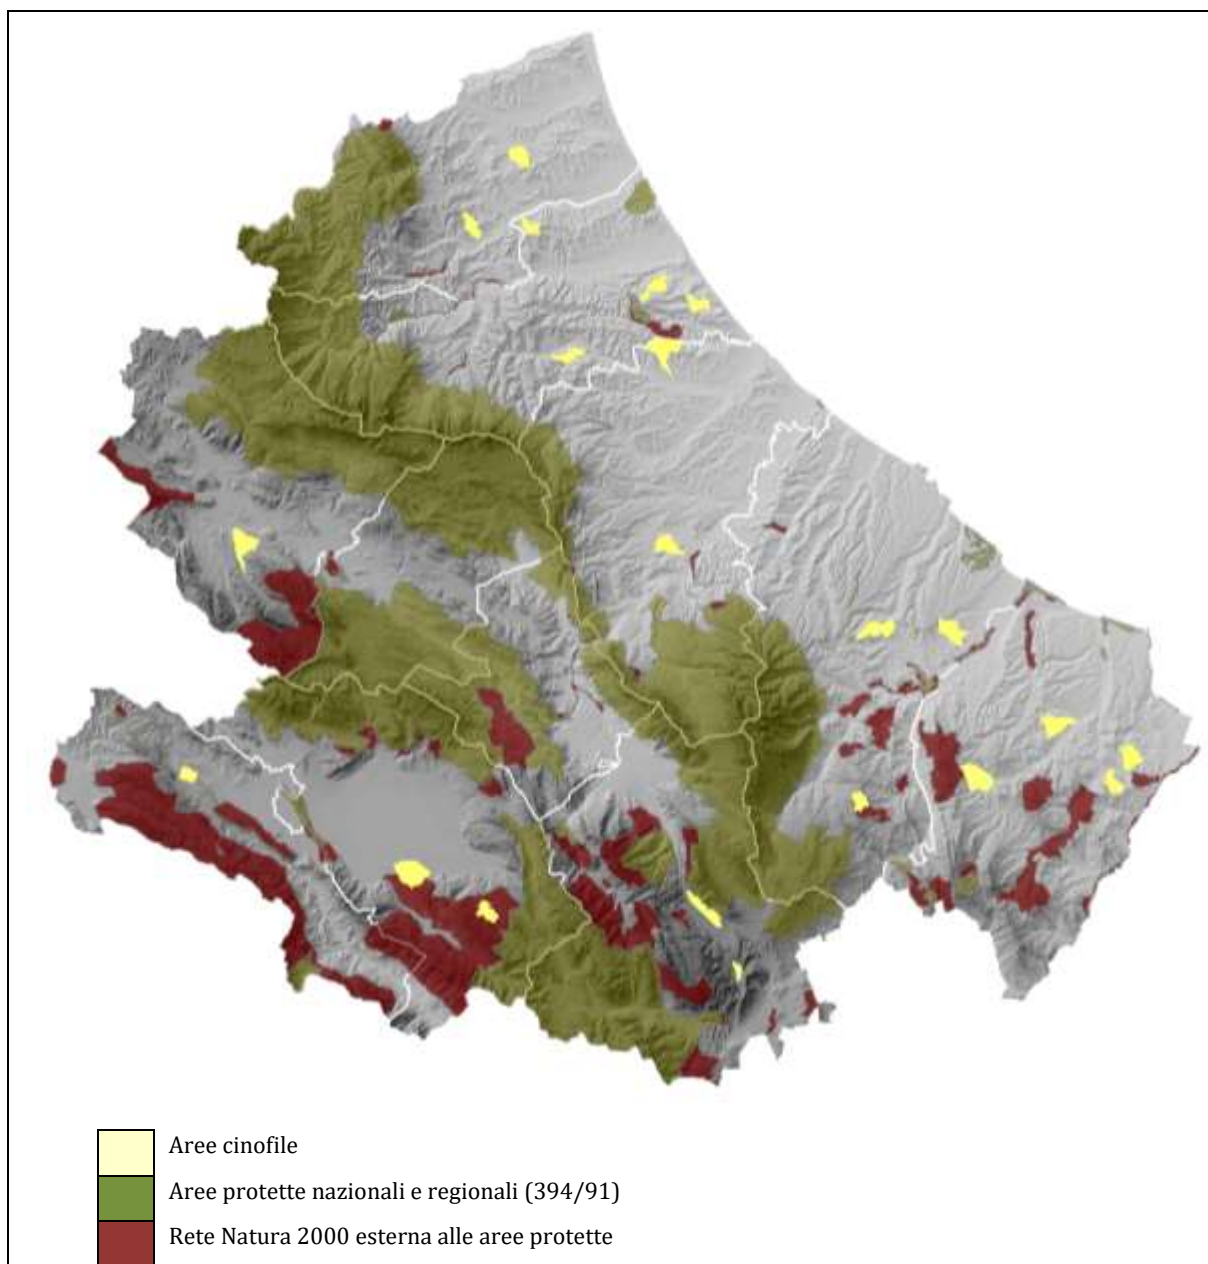 Aree cinofile
Aree protette nazionali e regionali (394/91)
Rete Natura 2000 esterna alle aree protette